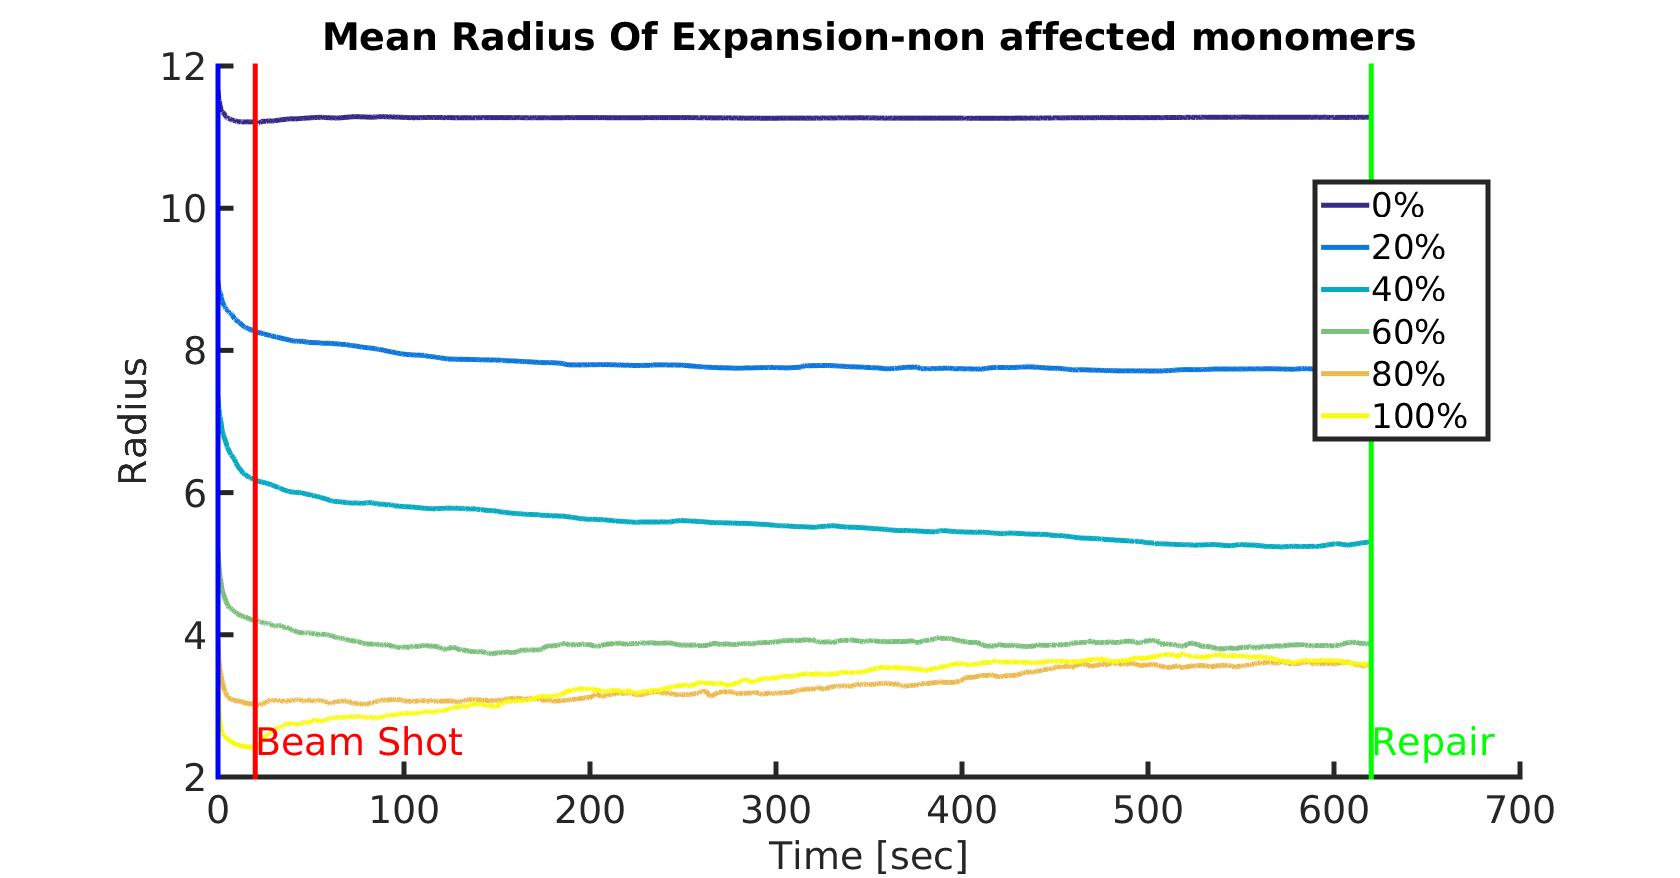 Mean Radius Of Expansion-non affected monomers
12
10
8
6
4
2
Radius
0%
20%
40%
60%
80%
100%
Beam Shot
Repair
0 100 200 300 400 500 600 700
Time [sec]